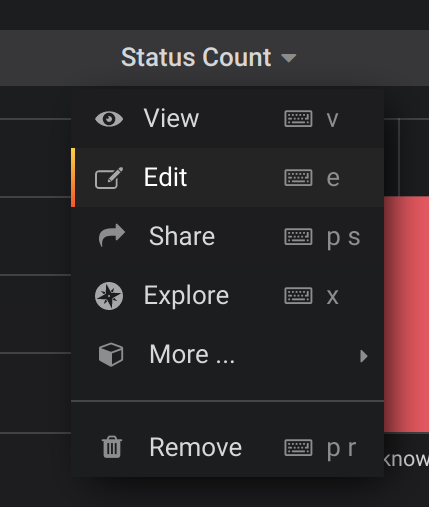 Status Count
View v
Edit e
Share p s
Explore x
More ...
Remove p r
know